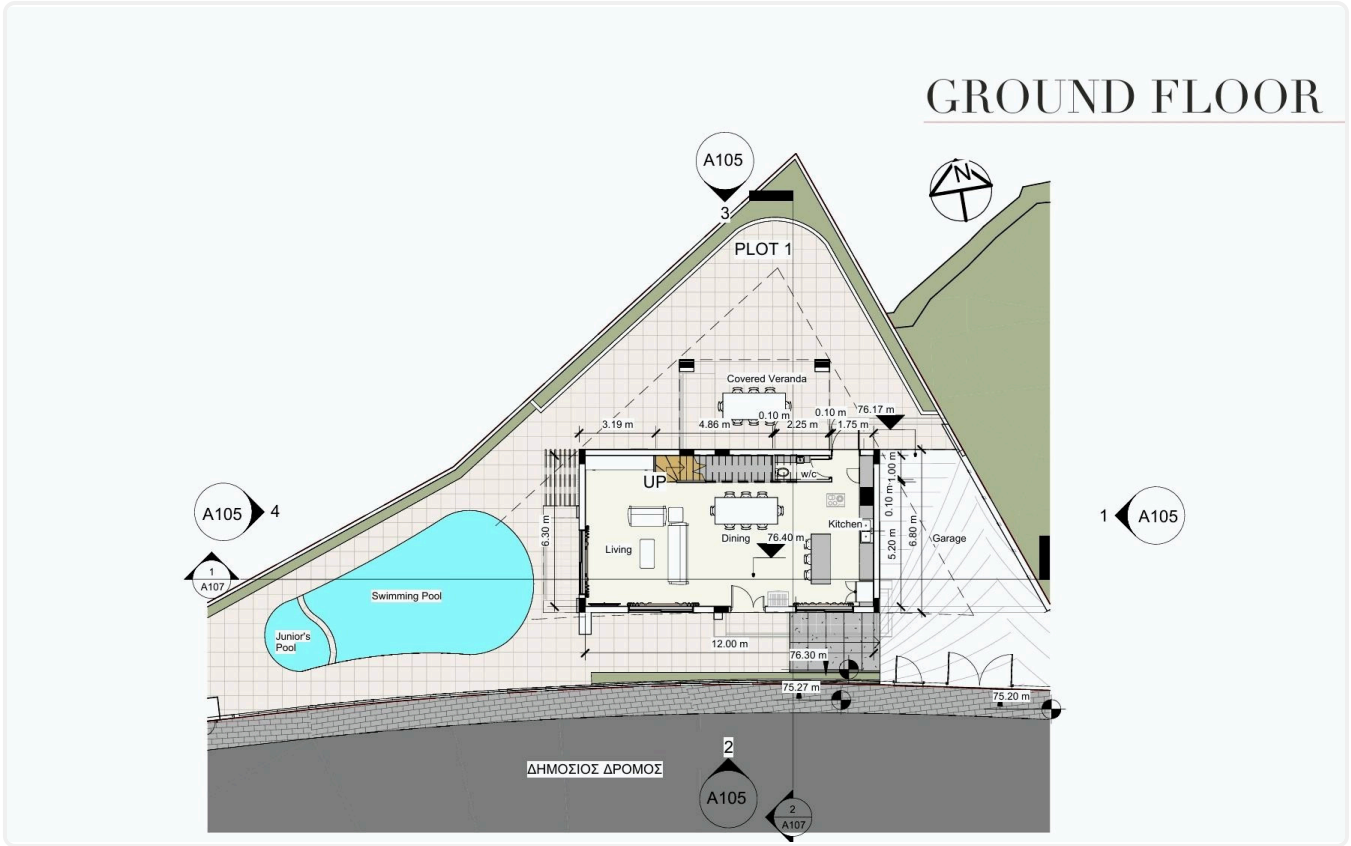 GROUND FLOOR
A105
3
N
PLOT 1
Covered Veranda
3.19 m
4.86 m
0.10 m
2.25 m
0.10 m
1.75 m
76.17 m
UP
w/c
1.00 m
0.10 m
5.20 m
6.80 m
6.30 m
A105
4
1
A105
Living
Dining
76.40 m
Kitchen
Garage
1
A107
Swimming Pool
Junior's
Pool
12.00 m
76.30 m
75.27 m
75.20 m
2
ΔΗΜΟΣΙΟΣ ΔΡΟΜΟΣ
A105
2
A107